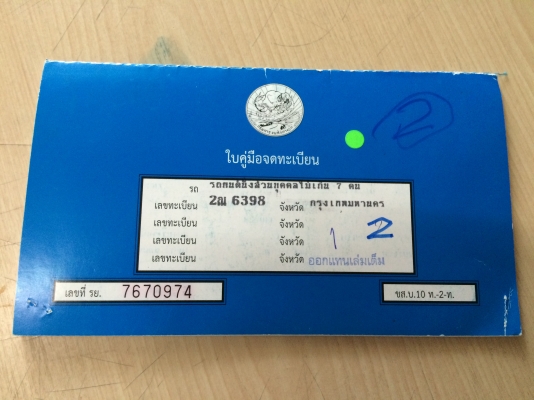 2
ใบคู่มือจดทะเบียน
รถ รถยนต์นั่งส่วนบุคคลไม่เกิน 7 คน
เลขทะเบียน 2ฌ 6398 จังหวัด กรุงเทพมหานคร
เลขทะเบียน จังหวัด
เลขทะเบียน จังหวัด 1 2
เลขทะเบียน จังหวัด ออกแทนเล่มเต็ม
เลขที่ รย. 7670974
ขส.บ.10 ท.-2-ท.